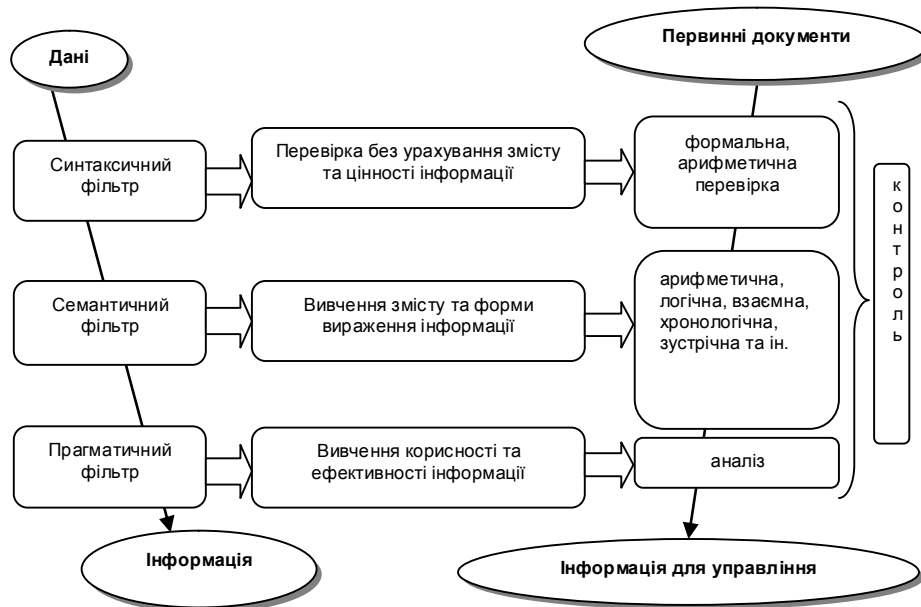 Дані
Первинні документи
Синтаксичний
фільтр
Перевірка без урахування змісту
та цінності інформації
формальна,
арифметична
перевірка
контроль
Семантичний
фільтр
Вивчення змісту та форми
вираження інформації
арифметична,
логічна, взаємна,
хронологічна,
зустрічна та ін.
Прагматичний
фільтр
Вивчення корисності та
ефективності інформації
аналіз
Інформація
Інформація для управління